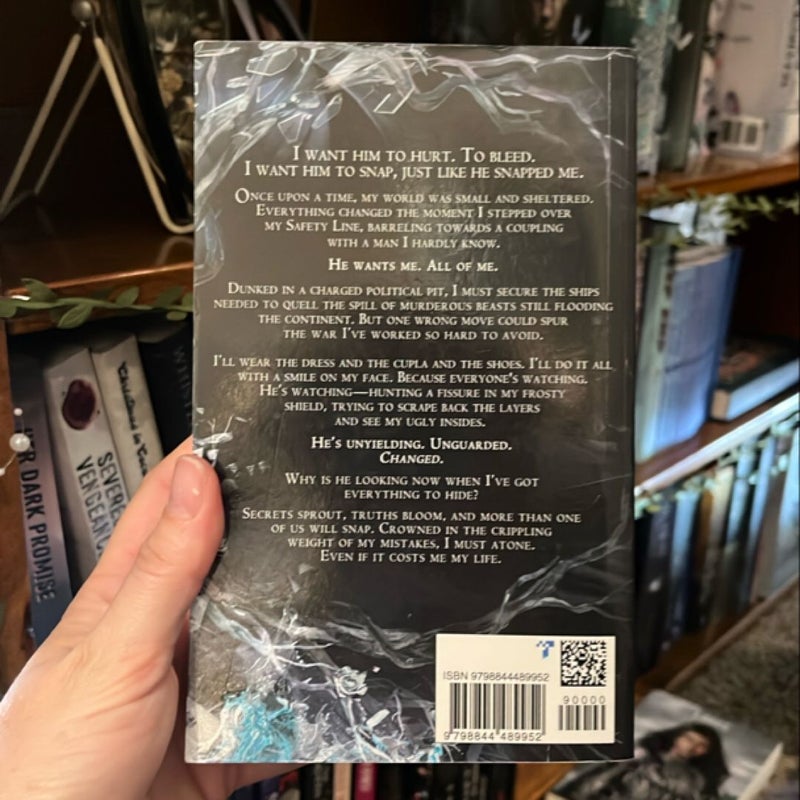 I WANT HIM TO HURT. TO BLEED.
I WANT HIM TO SNAP, JUST LIKE HE SNAPPED ME.
ONCE UPON A TIME, MY WORLD WAS SMALL AND SHELTERED.
EVERYTHING CHANGED THE MOMENT I STEPPED OVER
MY SAFETY LINE, BARRELING TOWARDS A COUPLING
WITH A MAN I HARDLY KNOW.
HE WANTS ME. ALL OF ME.
DUNKED IN A CHARGED POLITICAL PIT, I MUST SECURE THE SHIPS
NEEDED TO QUELL THE SPILL OF MURDEROUS BEASTS STILL FLOODING
THE CONTINENT. BUT ONE WRONG MOVE COULD SPUR
THE WAR I'VE WORKED SO HARD TO AVOID.
I'LL WEAR THE DRESS AND THE CUPLA AND THE SHOES. I'LL DO IT ALL
WITH A SMILE ON MY FACE. BECAUSE EVERYONE'S WATCHING.
HE'S WATCHING—HUNTING A FISSURE IN MY FROSTY
SHIELD, TRYING TO SCRAPE BACK THE LAYERS
AND SEE MY UGLY INSIDES.
HE'S UNYIELDING. UNGUARDED.
CHANGED.
WHY IS HE LOOKING NOW WHEN I'VE GOT
EVERYTHING TO HIDE?
SECRETS SPROUT, TRUTHS BLOOM, AND MORE THAN ONE
OF US WILL SNAP. CROWNED IN THE CRIPPLING
WEIGHT OF MY MISTAKES, I MUST ATONE.
EVEN IF IT COSTS ME MY LIFE.
ISBN 9798844489952
90000
9 798844 489952
DARK PROMISE